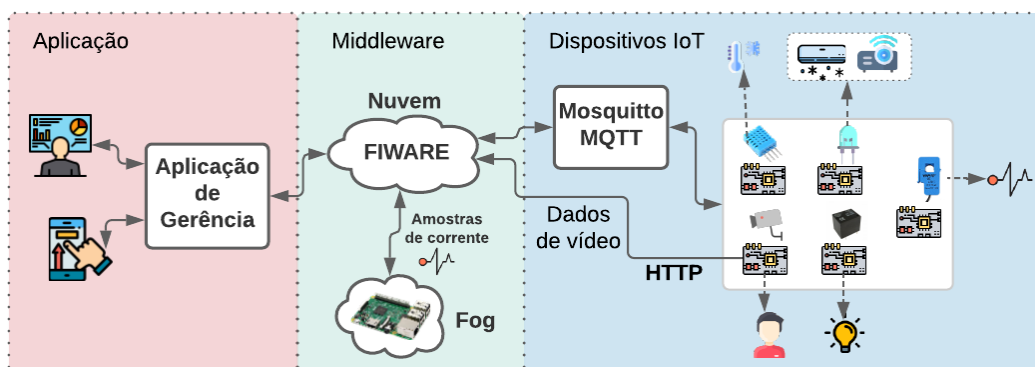 Aplicação
Middleware
Dispositivos IoT
Nuvem
FIWARE
Mosquitto
MQTT
Aplicação
de
Gerência
Amostras
de corrente
Dados
de vídeo
HTTP
Fog